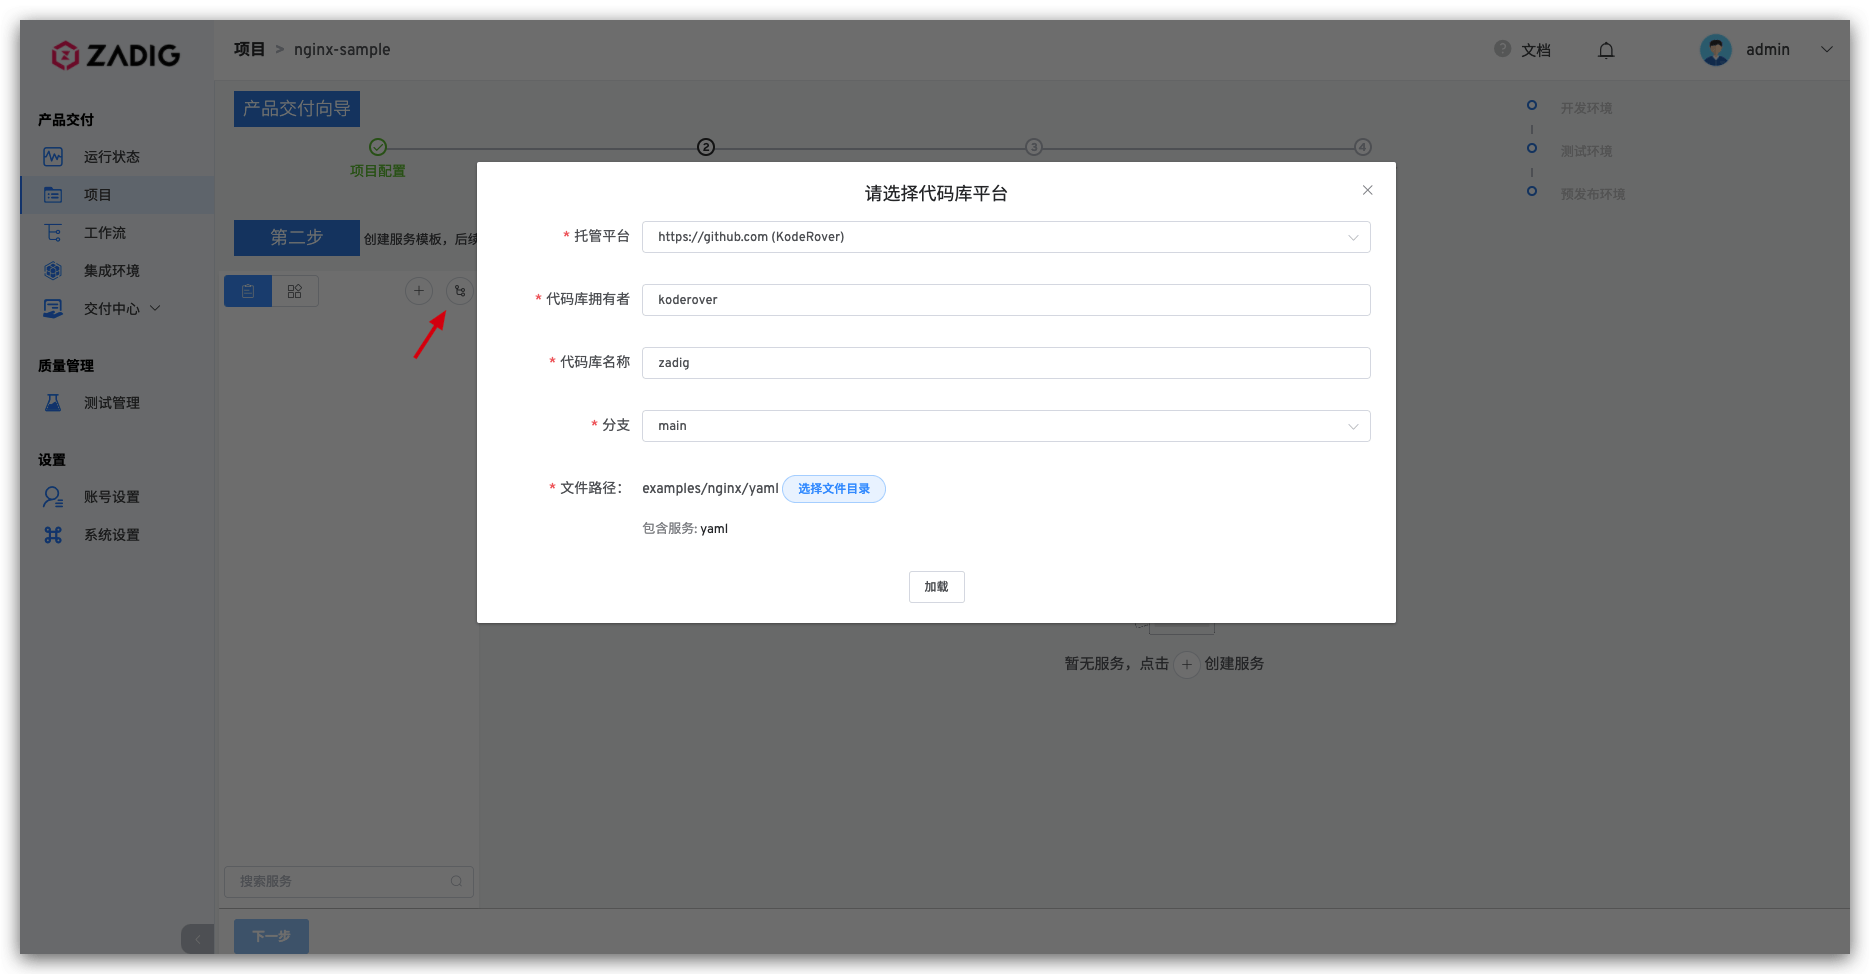 ZADIG
项目 > nginx-sample
文档
admin
产品交付
运行状态
项目
工作流
集成环境
交付中心
质量管理
测试管理
设置
账号设置
系统设置
产品交付向导
2
3
4
项目配置
开发环境
测试环境
预发布环境
第二步
创建服务模板，后续
请选择代码库平台
* 托管平台
https://github.com (KodeRover)
* 代码库拥有者
koderover
* 代码库名称
zadig
* 分支
main
* 文件路径：
examples/nginx/yaml
选择文件目录
包含服务: yaml
加载
暂无服务，点击 + 创建服务
搜索服务
下一步